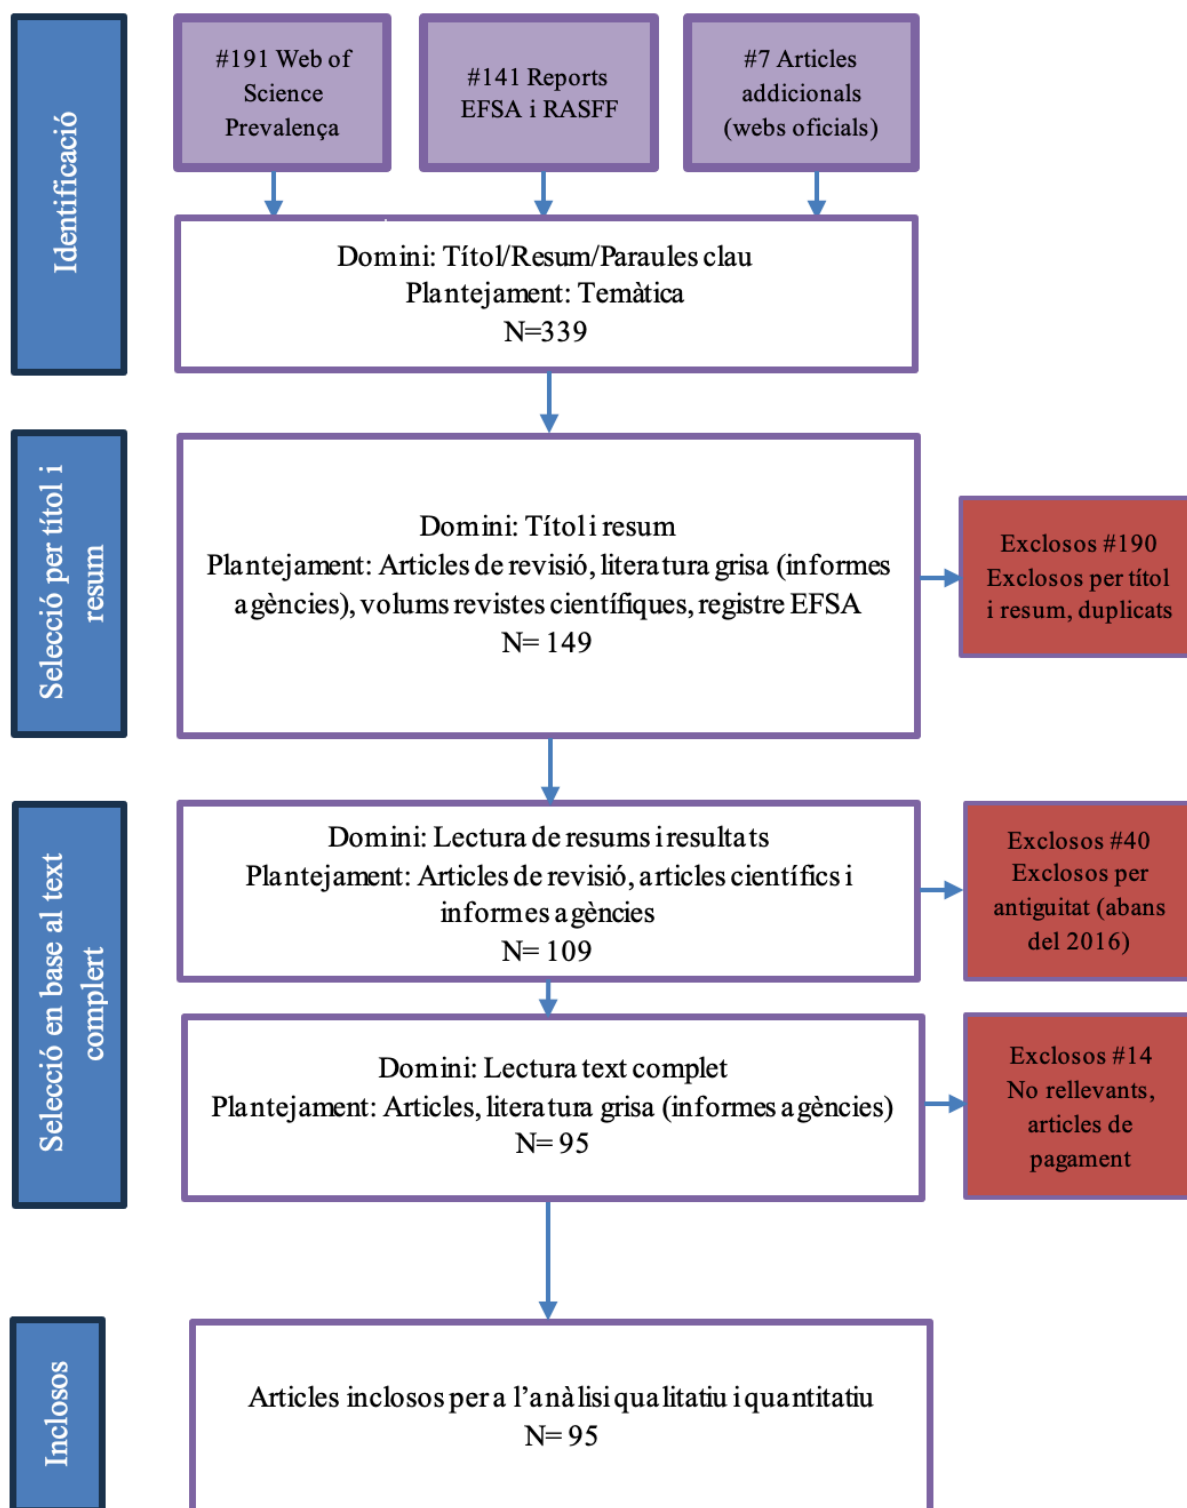 Identificació
#191 Web of
Science
Prevalença
#141 Reports
EFSA i RASFF
#7 Articles
addicionals
(webs oficials)
Domini: Títol/Resum/Paraules clau
Plantejament: Temàtica
N=339
Selecció per títol i
resum
Domini: Títol i resum
Plantejament: Articles de revisió, literatura grisa (informes
agències), volums revistes científiques, registre EFSA
N= 149
Exclosos #190
Exclosos per títol
i resum, duplicats
Selecció en base al text
complert
Domini: Lectura de resums i resultats
Plantejament: Articles de revisió, articles científics i
informes agències
N= 109
Exclosos #40
Exclosos per
antiguitat (abans
del 2016)
Domini: Lectura text complet
Plantejament: Articles, literatura grisa (informes agències)
N= 95
Exclosos #14
No rellevants,
articles de
pagament
Inclosos
Articles inclosos per a l’anàlisi qualitatiu i quantitatiu
N= 95